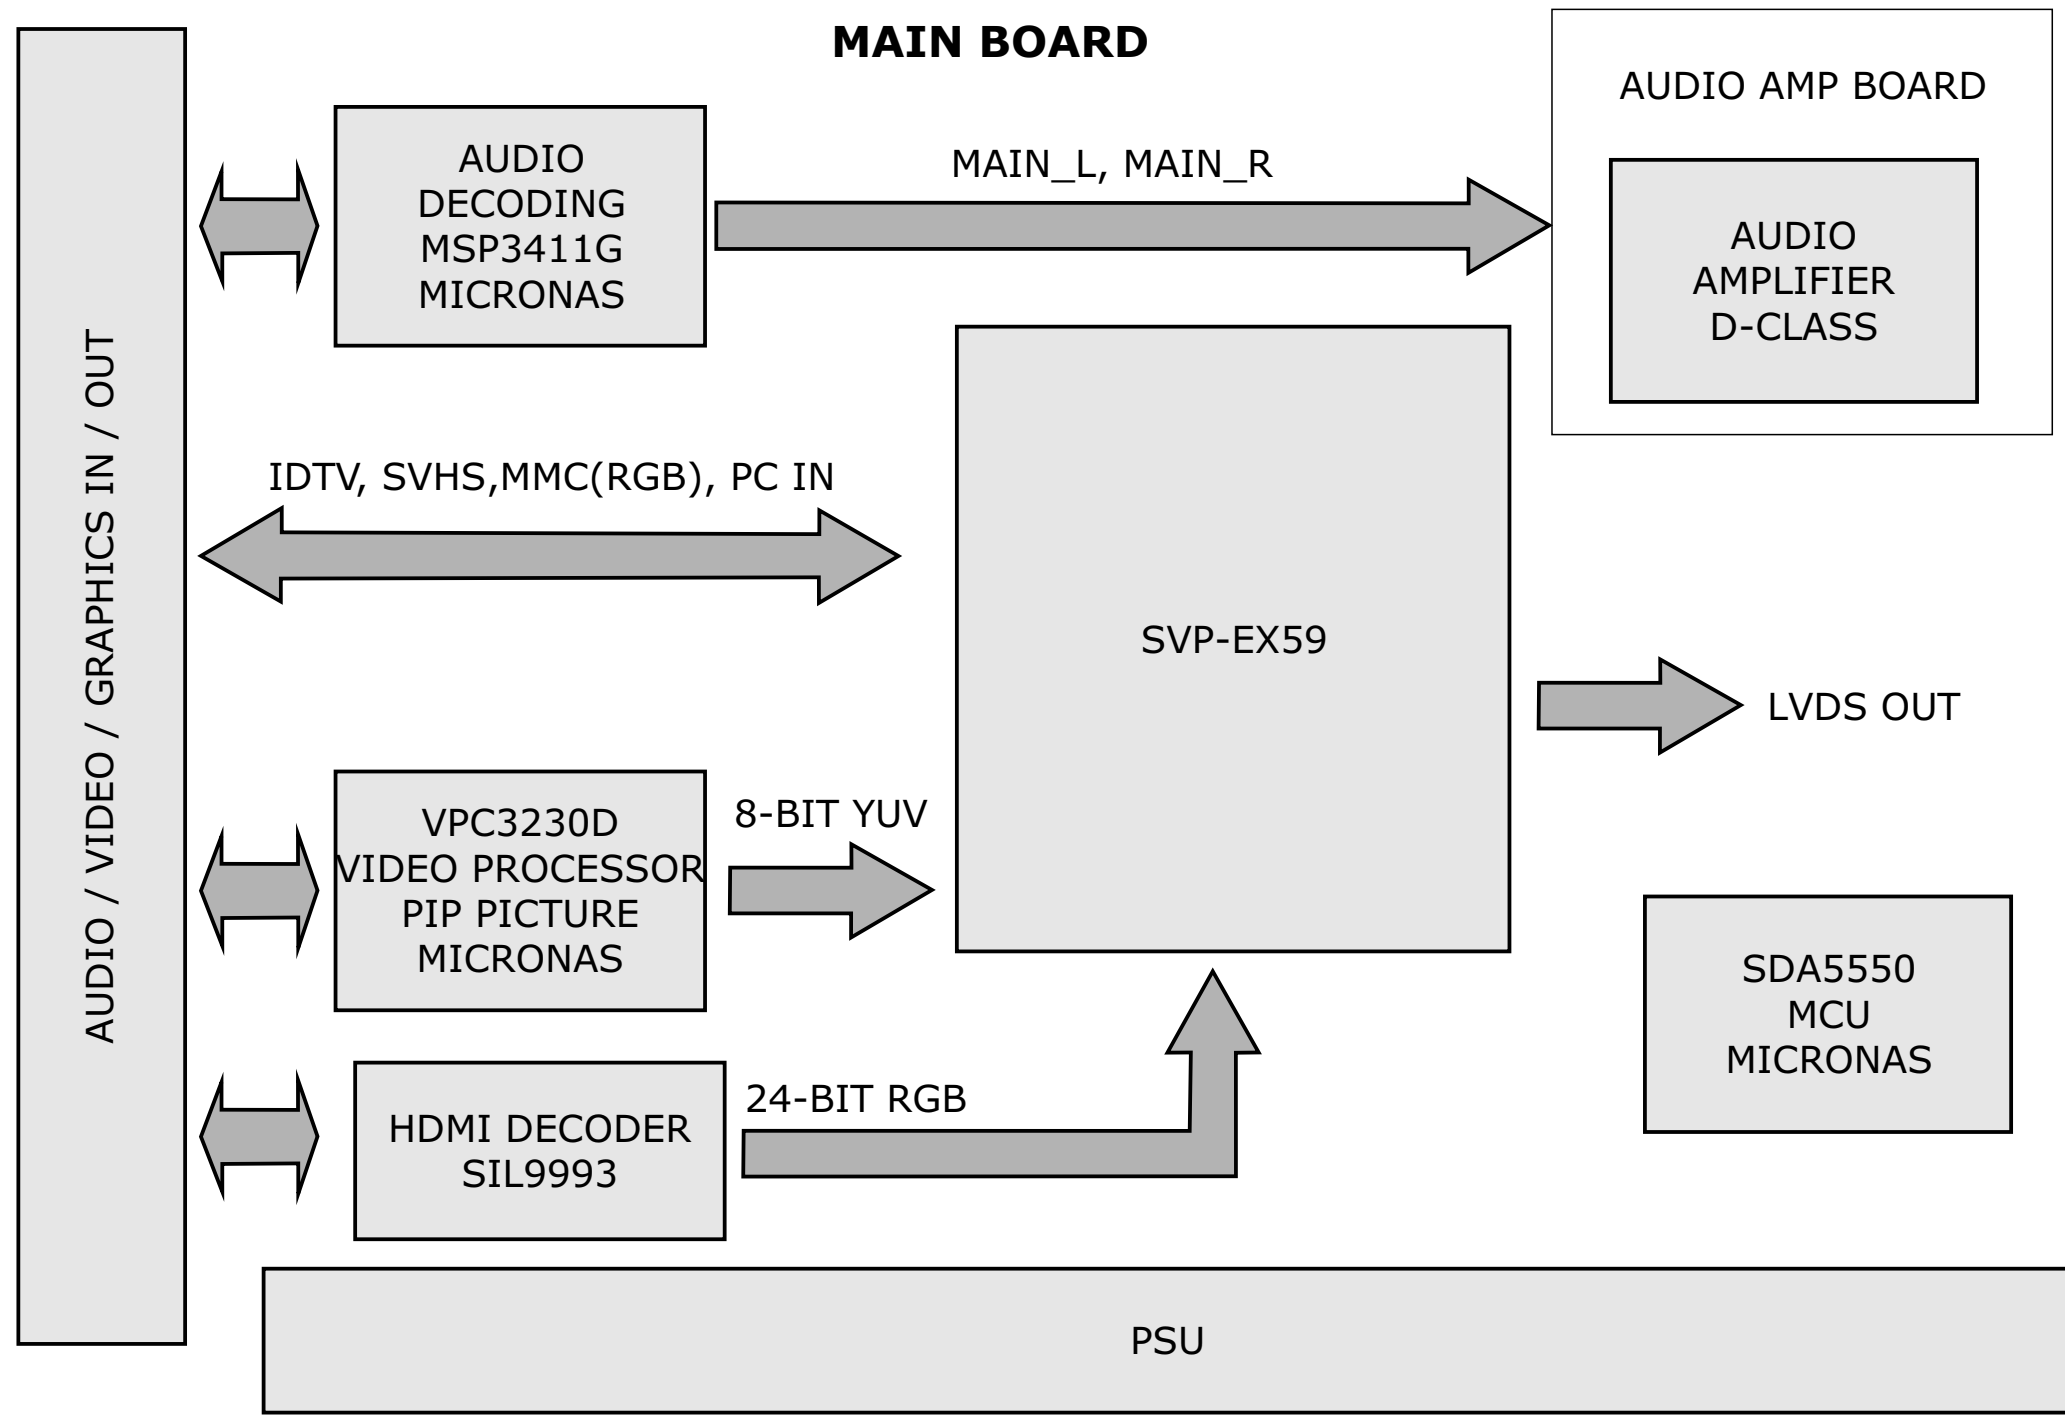 MAIN BOARD
AUDIO AMP BOARD
AUDIO
DECODING
MSP3411G
MICRONAS
MAIN_L, MAIN_R
AUDIO
AMPLIFIER
D-CLASS
AUDIO / VIDEO / GRAPHICS IN / OUT
IDTV, SVHS,MMC(RGB), PC IN
SVP-EX59
LVDS OUT
VPC3230D
VIDEO PROCESSOR
PIP PICTURE
MICRONAS
8-BIT YUV
SDA5550
MCU
MICRONAS
HDMI DECODER
SIL9993
24-BIT RGB
PSU